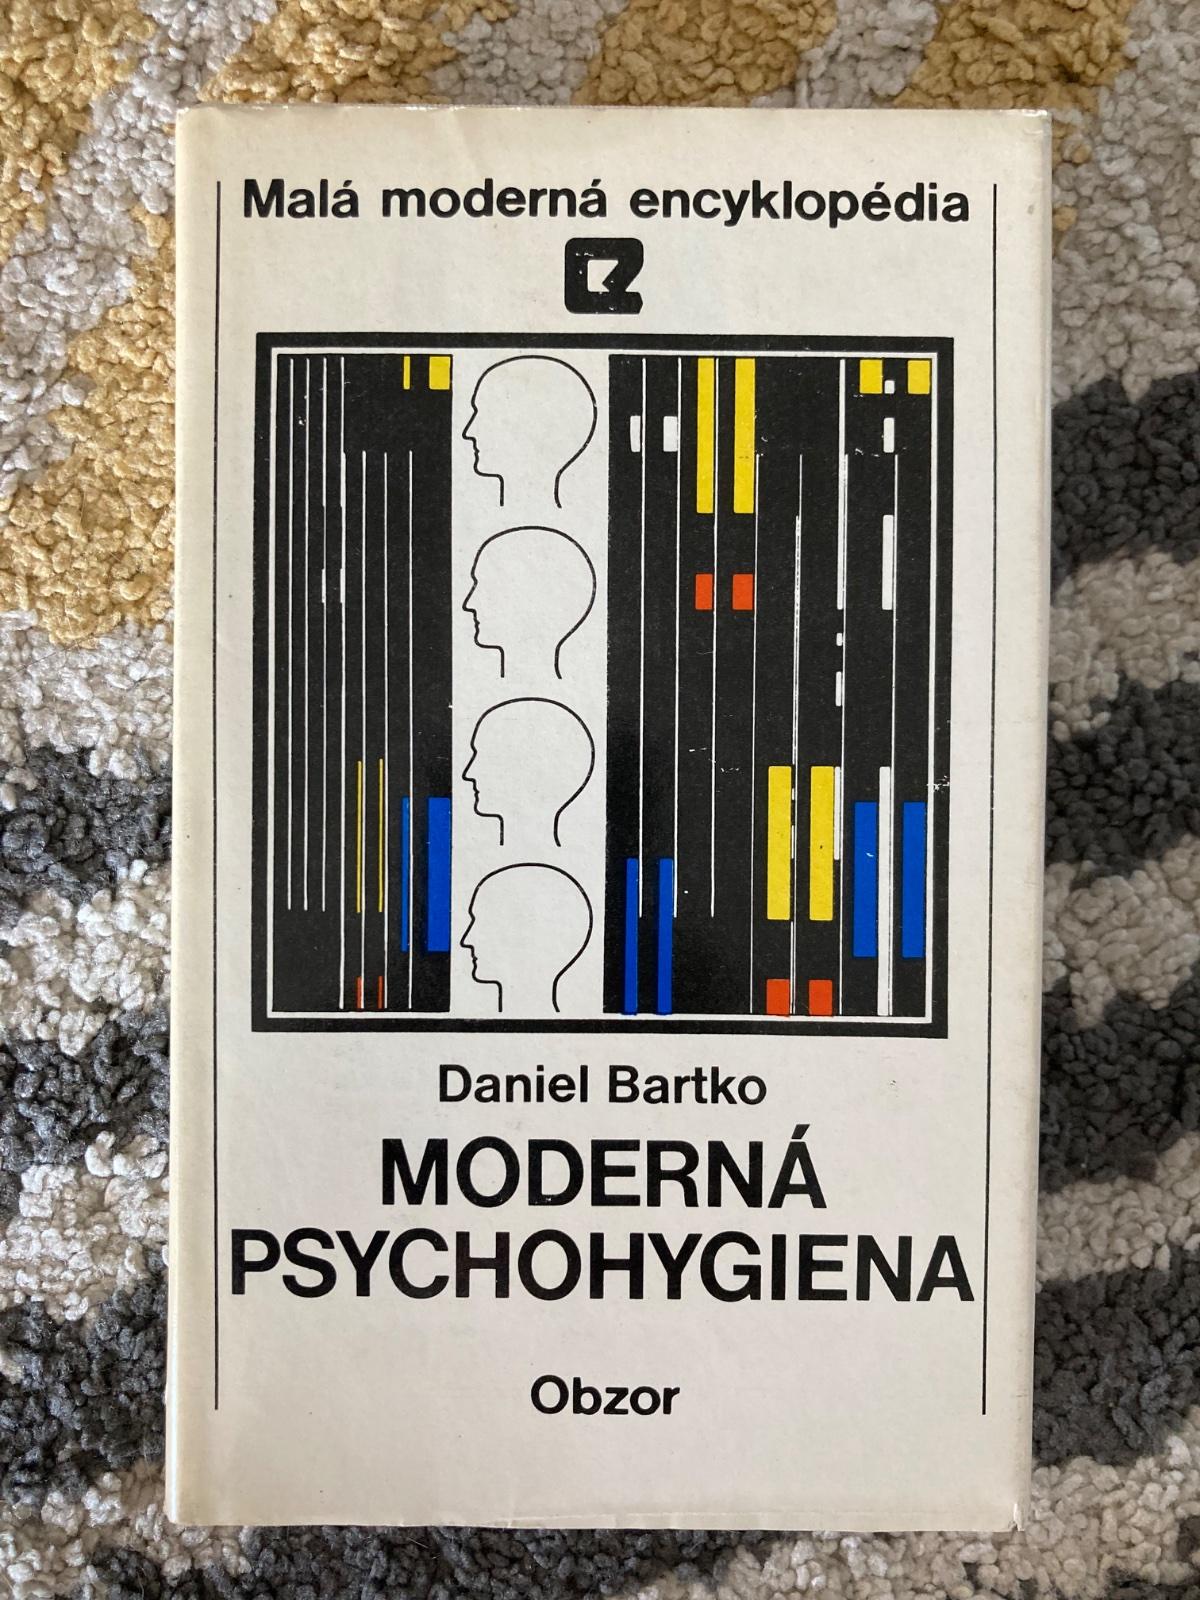 Malá moderná encyklopédia
Daniel Bartko
MODERNÁ
PSYCHOHYGIENA
Obzor